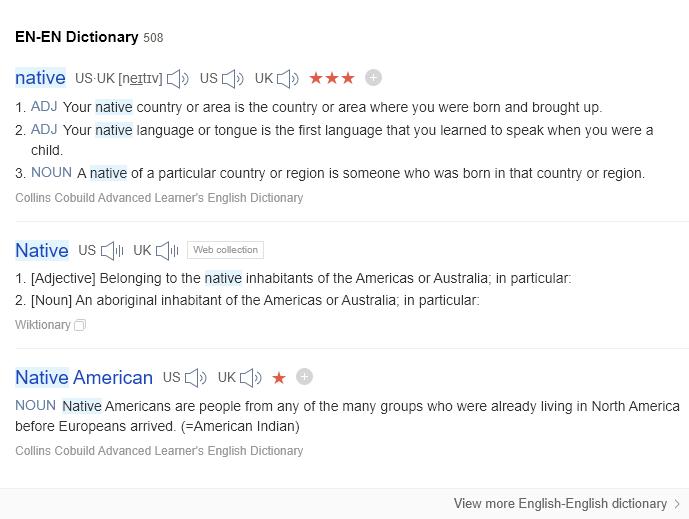 EN-EN Dictionary 508
native US·UK [neɪtɪv] US UK ★★★
1. ADJ Your native country or area is the country or area where you were born and brought up.
2. ADJ Your native language or tongue is the first language that you learned to speak when you were a
child.
3. NOUN A native of a particular country or region is someone who was born in that country or region.
Collins Cobuild Advanced Learner's English Dictionary
Native US UK Web collection
1. [Adjective] Belonging to the native inhabitants of the Americas or Australia; in particular:
2. [Noun] An aboriginal inhabitant of the Americas or Australia; in particular:
Wiktionary
Native American US UK ★
NOUN Native Americans are people from any of the many groups who were already living in North America
before Europeans arrived. (=American Indian)
Collins Cobuild Advanced Learner's English Dictionary
View more English-English dictionary >